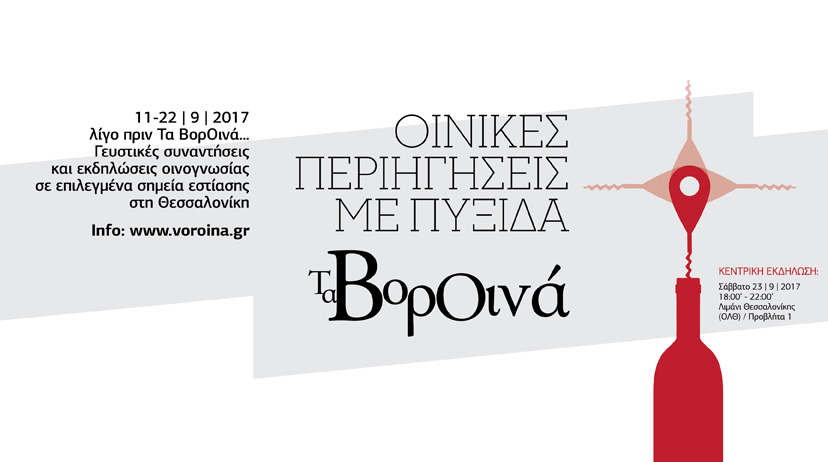 11-22 | 9 | 2017
λίγο πριν Τα ΒορΟινά...
Γευστικές συναντήσεις
και εκδηλώσεις οινογνωσίας
σε επιλεγμένα σημεία εστίασης
στη Θεσσαλονίκη
Info: www.voroina.gr
ΟΙΝΙΚΕΣ
ΠΕΡΙΗΓΗΣΕΙΣ
ΜΕ ΠΥΞΙΔΑ
Τα ΒορΟινά
ΚΕΝΤΡΙΚΗ ΕΚΔΗΛΩΣΗ:
Σάββατο 23 | 9 | 2017
18:00' - 22:00'
Λιμάνι Θεσσαλονίκης
(ΟΛΘ) / Προβλήτα 1